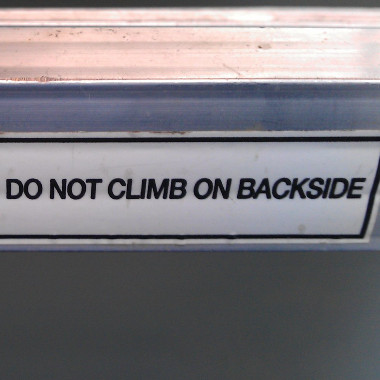 DO NOT CLIMB ON BACKSIDE